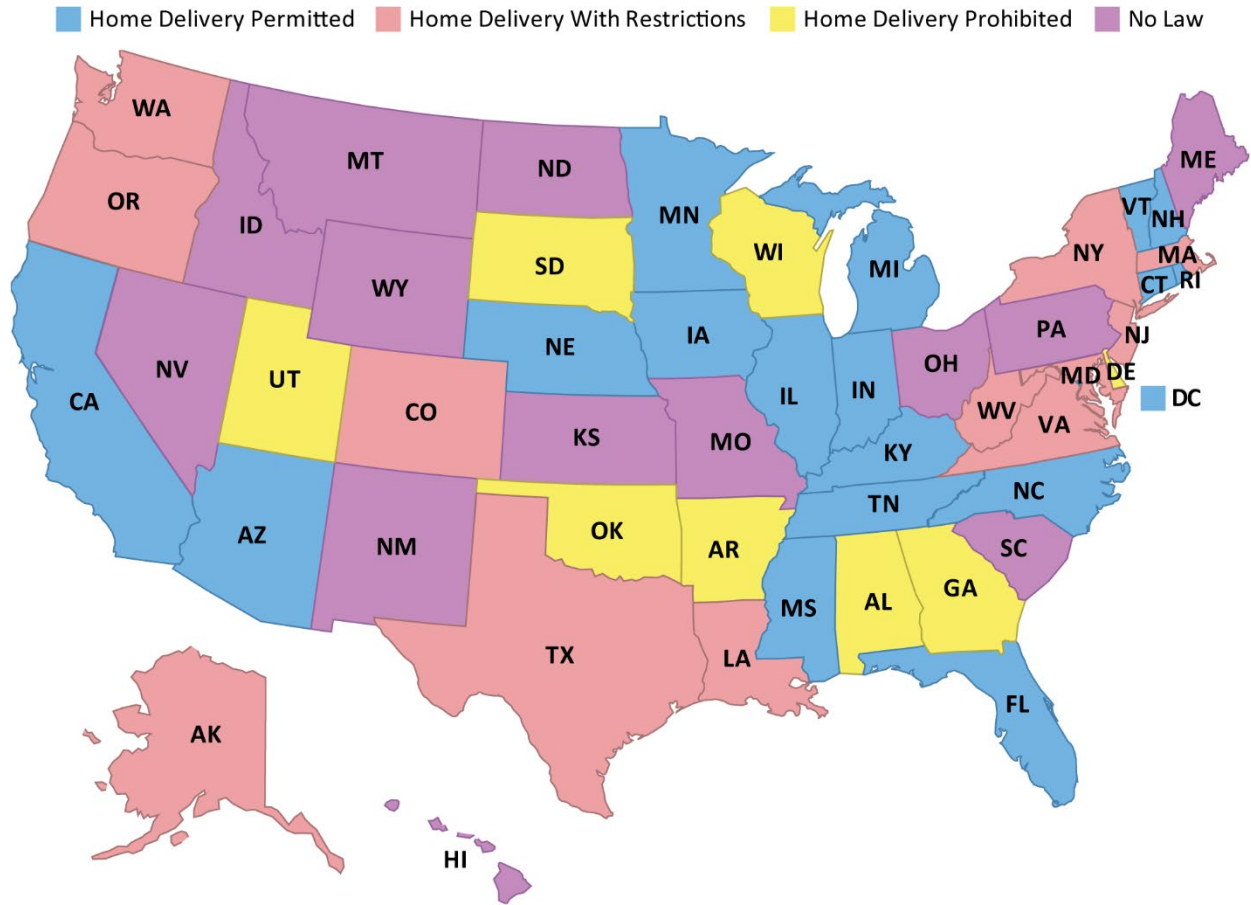 Home Delivery Permitted Home Delivery With Restrictions Home Delivery Prohibited No Law
WA
MT
ND
ME
OR
ID
MN
VT
NH
SD
WI
NY
MA
MI
CT
RI
WY
PA
NJ
NE
IA
NV
UT
OH
MD
DE
CA
CO
IL
IN
WV
VA
DC
KS
MO
KY
NC
TN
AZ
NM
OK
AR
SC
MS
AL
GA
TX
LA
FL
AK
HI